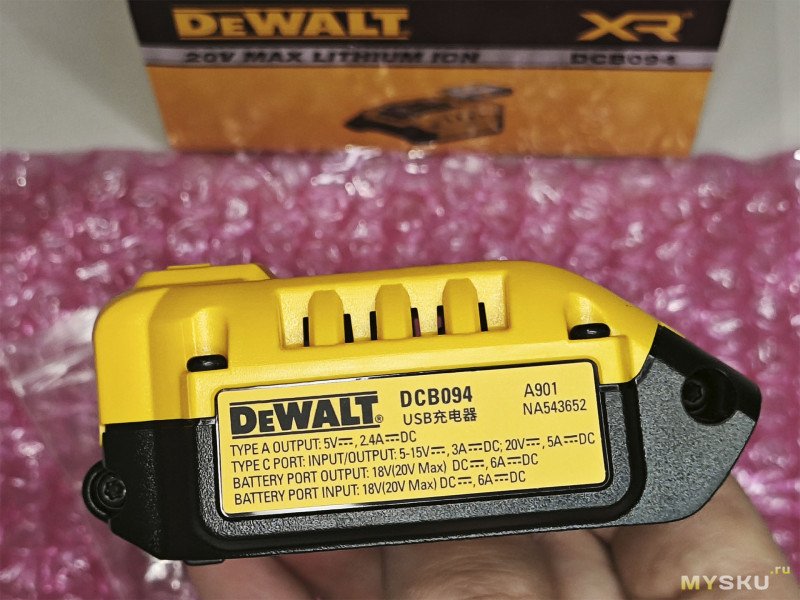 DEWALT XR
20V MAX LITHIUM ION DCB094
DEWALT® DCB094 A901
USB充电器 NA543652
TYPE A OUTPUT: 5V⎓, 2.4A⎓DC
TYPE C PORT: INPUT/OUTPUT: 5-15V⎓, 3A⎓DC; 20V⎓, 5A⎓DC
BATTERY PORT OUTPUT: 18V(20V Max) DC⎓, 6A⎓DC
BATTERY PORT INPUT: 18V(20V Max) DC⎓, 6A⎓DC
MYSKU.ru